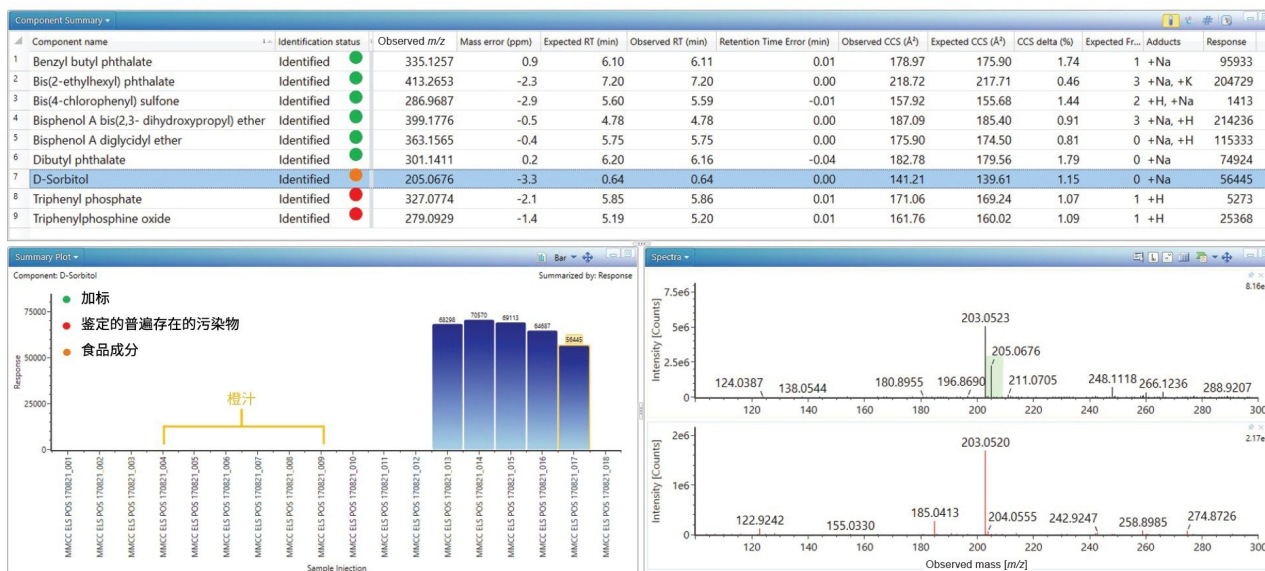 Component Summary
Component name Identification status Observed m/z Mass error (ppm) Expected RT (min) Observed RT (min) Retention Time Error (min) Observed CCS (Å²) Expected CCS (Å²) CCS delta (%) Expected Fr... Adducts Response
1 Benzyl butyl phthalate Identified 335.1257 0.9 6.10 6.11 0.01 178.97 175.90 1.74 1 +Na 95933
2 Bis(2-ethylhexyl) phthalate Identified 413.2653 -2.3 7.20 7.20 0.00 218.72 217.71 0.46 3 +Na, +K 204729
3 Bis(4-chlorophenyl) sulfone Identified 286.9687 -2.9 5.60 5.59 -0.01 157.92 155.68 1.44 2 +H, +Na 1413
4 Bisphenol A bis(2,3- dihydroxypropyl) ether Identified 399.1776 -0.5 4.78 4.78 0.00 187.09 185.40 0.91 3 +Na, +H 214236
5 Bisphenol A diglycidyl ether Identified 363.1565 -0.4 5.75 5.75 0.00 175.90 174.50 0.81 0 +Na, +H 115333
6 Dibutyl phthalate Identified 301.1411 0.2 6.20 6.16 -0.04 182.78 179.56 1.79 0 +Na 74924
7 D-Sorbitol Identified 205.0676 -3.3 0.64 0.64 0.00 141.21 139.61 1.15 0 +Na 56445
8 Triphenyl phosphate Identified 327.0774 -2.1 5.85 5.86 0.01 171.06 169.24 1.07 1 +H 5273
9 Triphenylphosphine oxide Identified 279.0929 -1.4 5.19 5.20 0.01 161.76 160.02 1.09 1 +H 25368
Summary Plot Bar
Component: D-Sorbitol Summarized by: Response
加标
鉴定的普遍存在的污染物
食品成分
橙汁
Response
75000
50000
25000
0
68298 70570 69113 64687 56445
MMCC ELS POS 170821_001
MMCC ELS POS 170821_002
MMCC ELS POS 170821_003
MMCC ELS POS 170821_004
MMCC ELS POS 170821_005
MMCC ELS POS 170821_006
MMCC ELS POS 170821_007
MMCC ELS POS 170821_008
MMCC ELS POS 170821_009
MMCC ELS POS 170821_010
MMCC ELS POS 170821_011
MMCC ELS POS 170821_012
MMCC ELS POS 170821_013
MMCC ELS POS 170821_014
MMCC ELS POS 170821_015
MMCC ELS POS 170821_016
MMCC ELS POS 170821_017
MMCC ELS POS 170821_018
Sample Injection
Spectra
8.16e
Intensity [Counts]
7.5e6
5e6
2.5e6
0
124.0387 138.0544 180.8955 196.8690 203.0523 205.0676 211.0705 248.1118 266.1236 288.9207
120 140 160 180 200 220 240 260 280 300
2.17e
Intensity [Counts]
2e6
1e6
0
122.9242 155.0330 185.0413 203.0520 204.0555 242.9247 258.8985 274.8726
120 140 160 180 200 220 240 260 280 300
Observed mass [m/z]